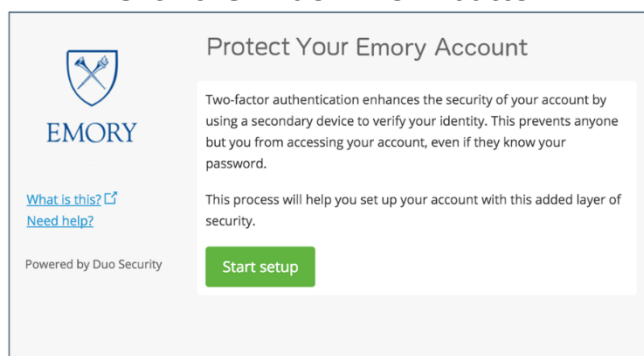 Protect Your Emory Account
EMORY
Two-factor authentication enhances the security of your account by
using a secondary device to verify your identity. This prevents anyone
but you from accessing your account, even if they know your
password.
This process will help you set up your account with this added layer of
security.
What is this?
Need help?
Powered by Duo Security
Start setup